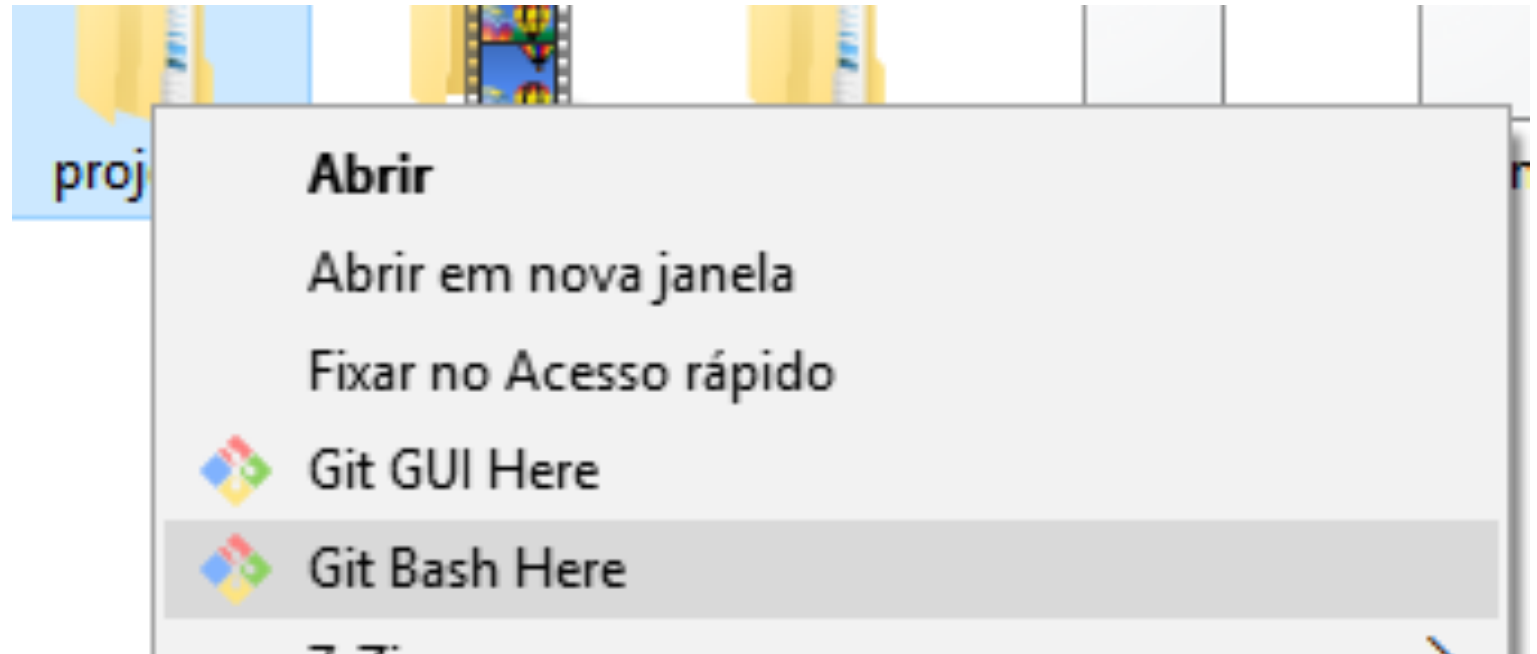 proj
Abrir
Abrir em nova janela
Fixar no Acesso rápido
Git GUI Here
Git Bash Here